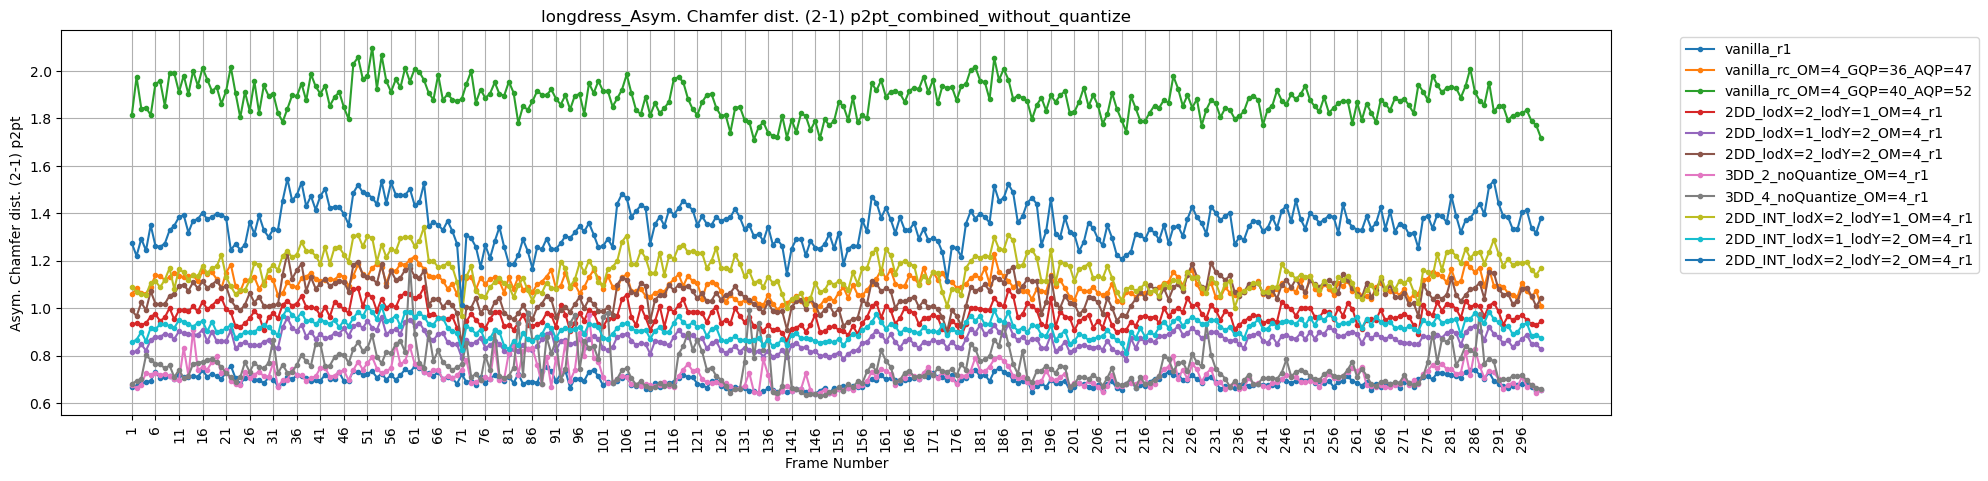 longdress_Asym. Chamfer dist. (2-1) p2pt_combined_without_quantize
Asym. Chamfer dist. (2-1) p2pt
2.0
1.8
1.6
1.4
1.2
1.0
0.8
0.6
1 6 11 16 21 26 31 36 41 46 51 56 61 66 71 76 81 86 91 96 101 106 111 116 121 126 131 136 141 146 151 156 161 166 171 176 181 186 191 196 201 206 211 216 221 226 231 236 241 246 251 256 261 266 271 276 281 286 291 296
Frame Number
vanilla_r1
vanilla_rc_OM=4_GQP=36_AQP=47
vanilla_rc_OM=4_GQP=40_AQP=52
2DD_lodX=2_lodY=1_OM=4_r1
2DD_lodX=1_lodY=2_OM=4_r1
2DD_lodX=2_lodY=2_OM=4_r1
3DD_2_noQuantize_OM=4_r1
3DD_4_noQuantize_OM=4_r1
2DD_INT_lodX=2_lodY=1_OM=4_r1
2DD_INT_lodX=1_lodY=2_OM=4_r1
2DD_INT_lodX=2_lodY=2_OM=4_r1